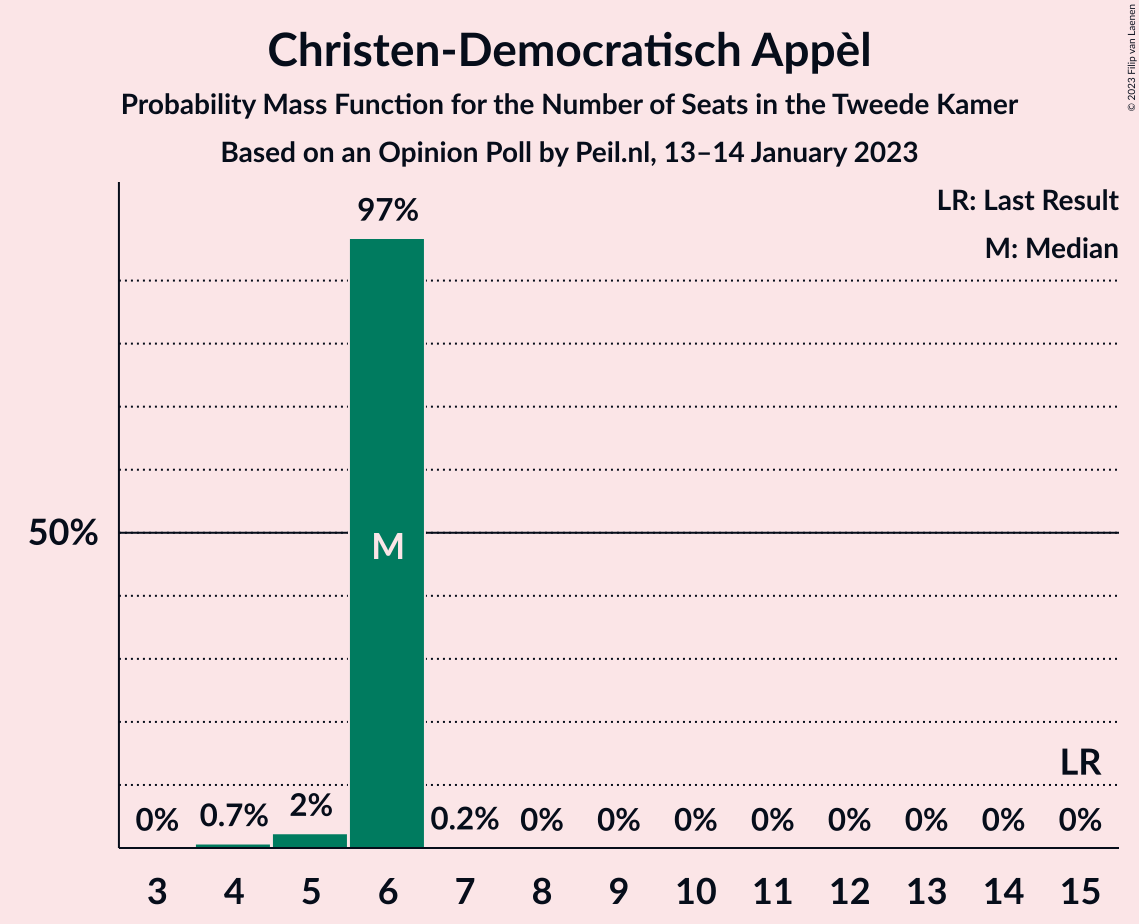 Christen-Democratisch Appèl
Probability Mass Function for the Number of Seats in the Tweede Kamer
Based on an Opinion Poll by Peil.nl, 13–14 January 2023
© 2023 Filip van Laenen
LR: Last Result
M: Median
97%
50%
M
LR
0% 0.7% 2% 0.2% 0% 0% 0% 0% 0% 0% 0% 0%
3 4 5 6 7 8 9 10 11 12 13 14 15